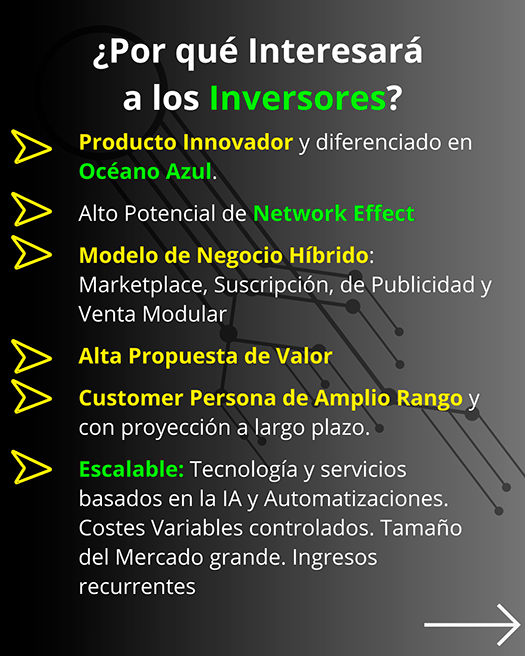 ¿Por qué Interesará
a los Inversores?
Producto Innovador y diferenciado en
Océano Azul.
Alto Potencial de Network Effect
Modelo de Negocio Híbrido:
Marketplace, Suscripción, de Publicidad y
Venta Modular
Alta Propuesta de Valor
Customer Persona de Amplio Rango y
con proyección a largo plazo.
Escalable: Tecnología y servicios
basados en la IA y Automatizaciones.
Costes Variables controlados. Tamaño
del Mercado grande. Ingresos
recurrentes